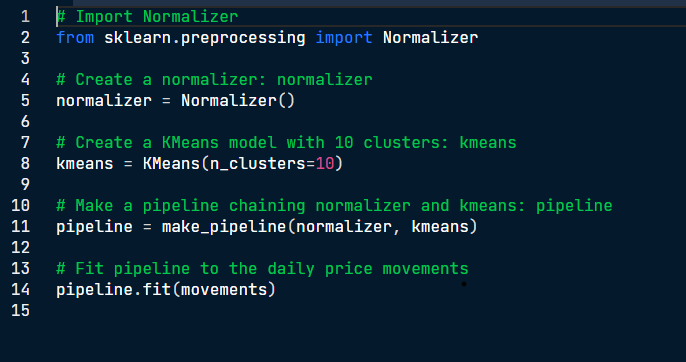 1 # Import Normalizer
2 from sklearn.preprocessing import Normalizer
3
4 # Create a normalizer: normalizer
5 normalizer = Normalizer()
6
7 # Create a KMeans model with 10 clusters: kmeans
8 kmeans = KMeans(n_clusters=10)
9
10 # Make a pipeline chaining normalizer and kmeans: pipeline
11 pipeline = make_pipeline(normalizer, kmeans)
12
13 # Fit pipeline to the daily price movements
14 pipeline.fit(movements)
15